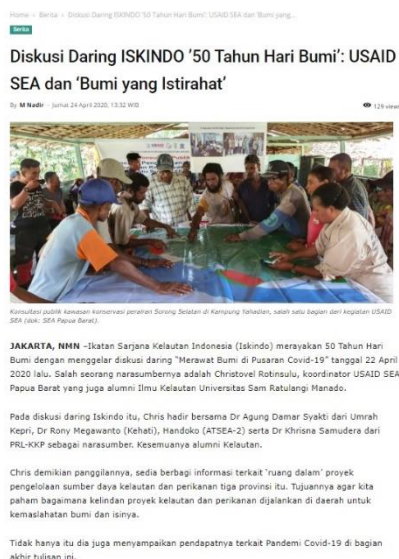 Home › Berita › Diskusi Daring ISKINDO '50 Tahun Hari Bumi': USAID SEA dan 'Bumi yang...
Berita
Diskusi Daring ISKINDO '50 Tahun Hari Bumi': USAID
SEA dan 'Bumi yang Istirahat'
By M Nadir - Jumat 24 April 2020, 13:32 WIB
129 views
Konsultasi publik kawasan konservasi perairan Sorong Selatan di Kampung Yahadian, salah satu bagian dari kegiatan USAID
SEA (dok: SEA Papua Barat).
JAKARTA, NMN –Ikatan Sarjana Kelautan Indonesia (Iskindo) merayakan 50 Tahun Hari
Bumi dengan menggelar diskusi daring "Merawat Bumi di Pusaran Covid-19" tanggal 22 April
2020 lalu. Salah seorang narasumbernya adalah Christovel Rotinsulu, koordinator USAID SEA
Papua Barat yang juga alumni Ilmu Kelautan Universitas Sam Ratulangi Manado.
Pada diskusi daring Iskindo itu, Chris hadir bersama Dr Agung Damar Syakti dari Umrah
Kepri, Dr Rony Megawanto (Kehati), Handoko (ATSEA-2) serta Dr Khrisna Samudera dari
PRL-KKP sebagai narasumber. Kesemuanya alumni Kelautan.
Chris demikian panggilannya, sedia berbagi informasi terkait 'ruang dalam' proyek
pengelolaan sumber daya kelautan dan perikanan tiga provinsi itu. Tujuannya agar kita
paham bagaimana kelindan proyek kelautan dan perikanan dijalankan di daerah untuk
kemaslahatan bumi dan isinya.
Tidak hanya itu dia juga menyampaikan pendapatnya terkait Pandemi Covid-19 di bagian
akhir tulisan ini.